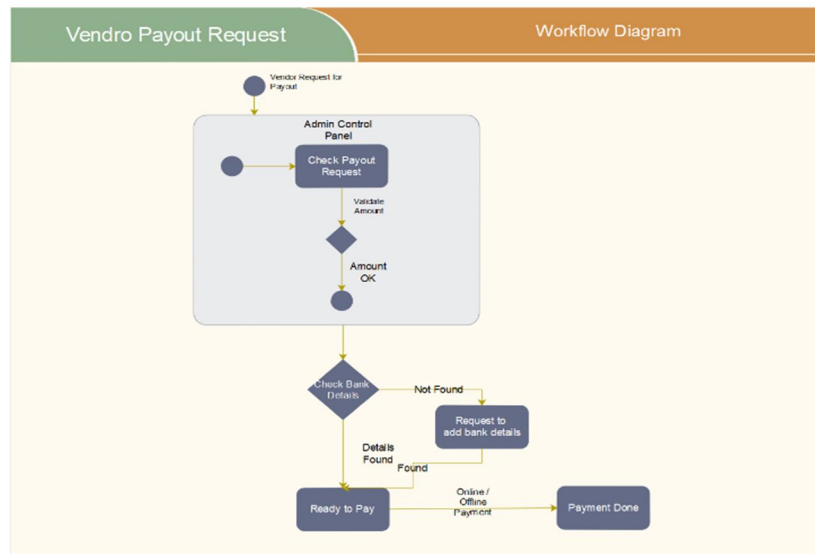 Vendro Payout Request
Workflow Diagram
Vendor Request for
Payout
Admin Control
Panel
Check Payout
Request
Validate
Amount
Amount
OK
Check Bank
Details
Not Found
Request to
add bank details
Details
Found
Found
Ready to Pay
Online /
Offline
Payment
Payment Done